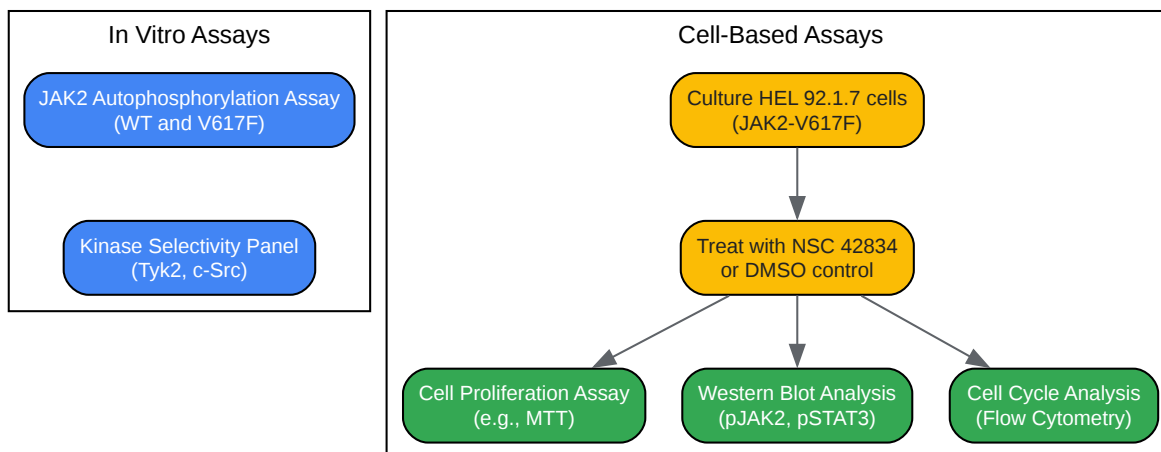 In Vitro Assays
JAK2 Autophosphorylation Assay
(WT and V617F)
Kinase Selectivity Panel
(Tyk2, c-Src)
Cell-Based Assays
Culture HEL 92.1.7 cells
(JAK2-V617F)
Treat with NSC 42834
or DMSO control
Cell Proliferation Assay
(e.g., MTT)
Western Blot Analysis
(pJAK2, pSTAT3)
Cell Cycle Analysis
(Flow Cytometry)